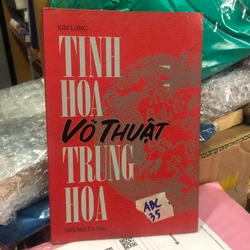 KIM LONG
TINH
HOA
VÕ THUẬT
TRUNG
HOA
ABC
35